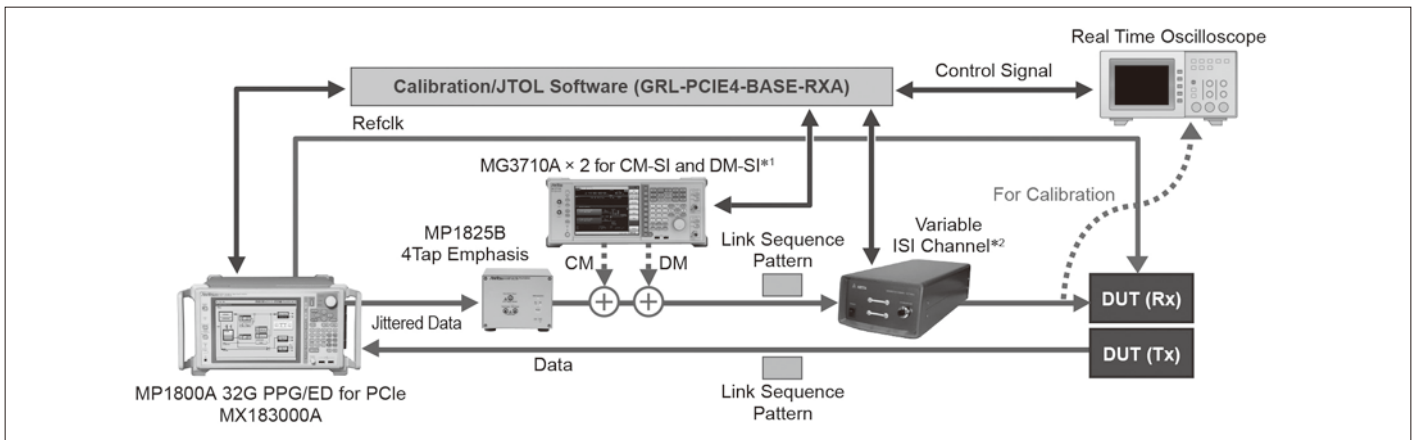 Real Time Oscilloscope
Calibration/JTOL Software (GRL-PCIE4-BASE-RXA)
Control Signal
Refclk
MG3710A × 2 for CM-SI and DM-SI*1
For Calibration
MP1825B
4Tap Emphasis
CM
DM
Link Sequence
Pattern
Variable
ISI Channel*2
Jittered Data
DUT (Rx)
DUT (Tx)
Data
Link Sequence
Pattern
MP1800A 32G PPG/ED for PCIe
MX183000A